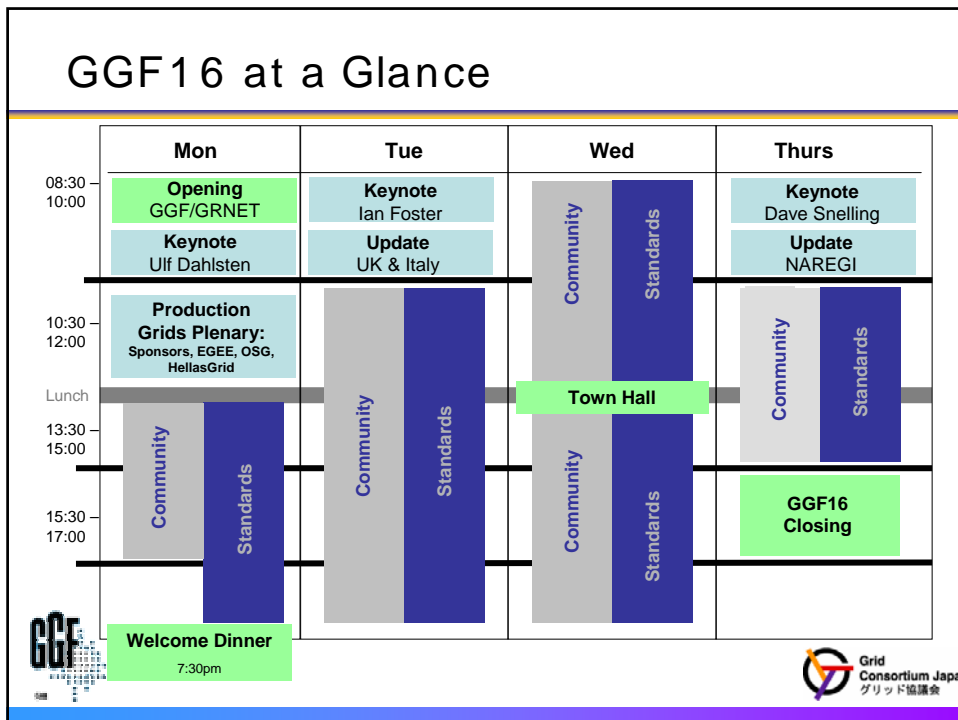 GGF16 at a Glance
Mon
Tue
Wed
Thurs
08:30 –
10:00
Opening
GGF/GRNET
Keynote
Ulf Dahlsten
Keynote
Ian Foster
Update
UK & Italy
Community
Standards
Keynote
Dave Snelling
Update
NAREGI
10:30 –
12:00
Production
Grids Plenary:
Sponsors, EGEE, OSG,
HellasGrid
Lunch
Town Hall
13:30 –
15:00
Community
Standards
Community
Standards
Community
Standards
Community
Standards
15:30 –
17:00
GGF16
Closing
Welcome Dinner
7:30pm
GGF
Grid
Consortium Japa
グリッド協議会